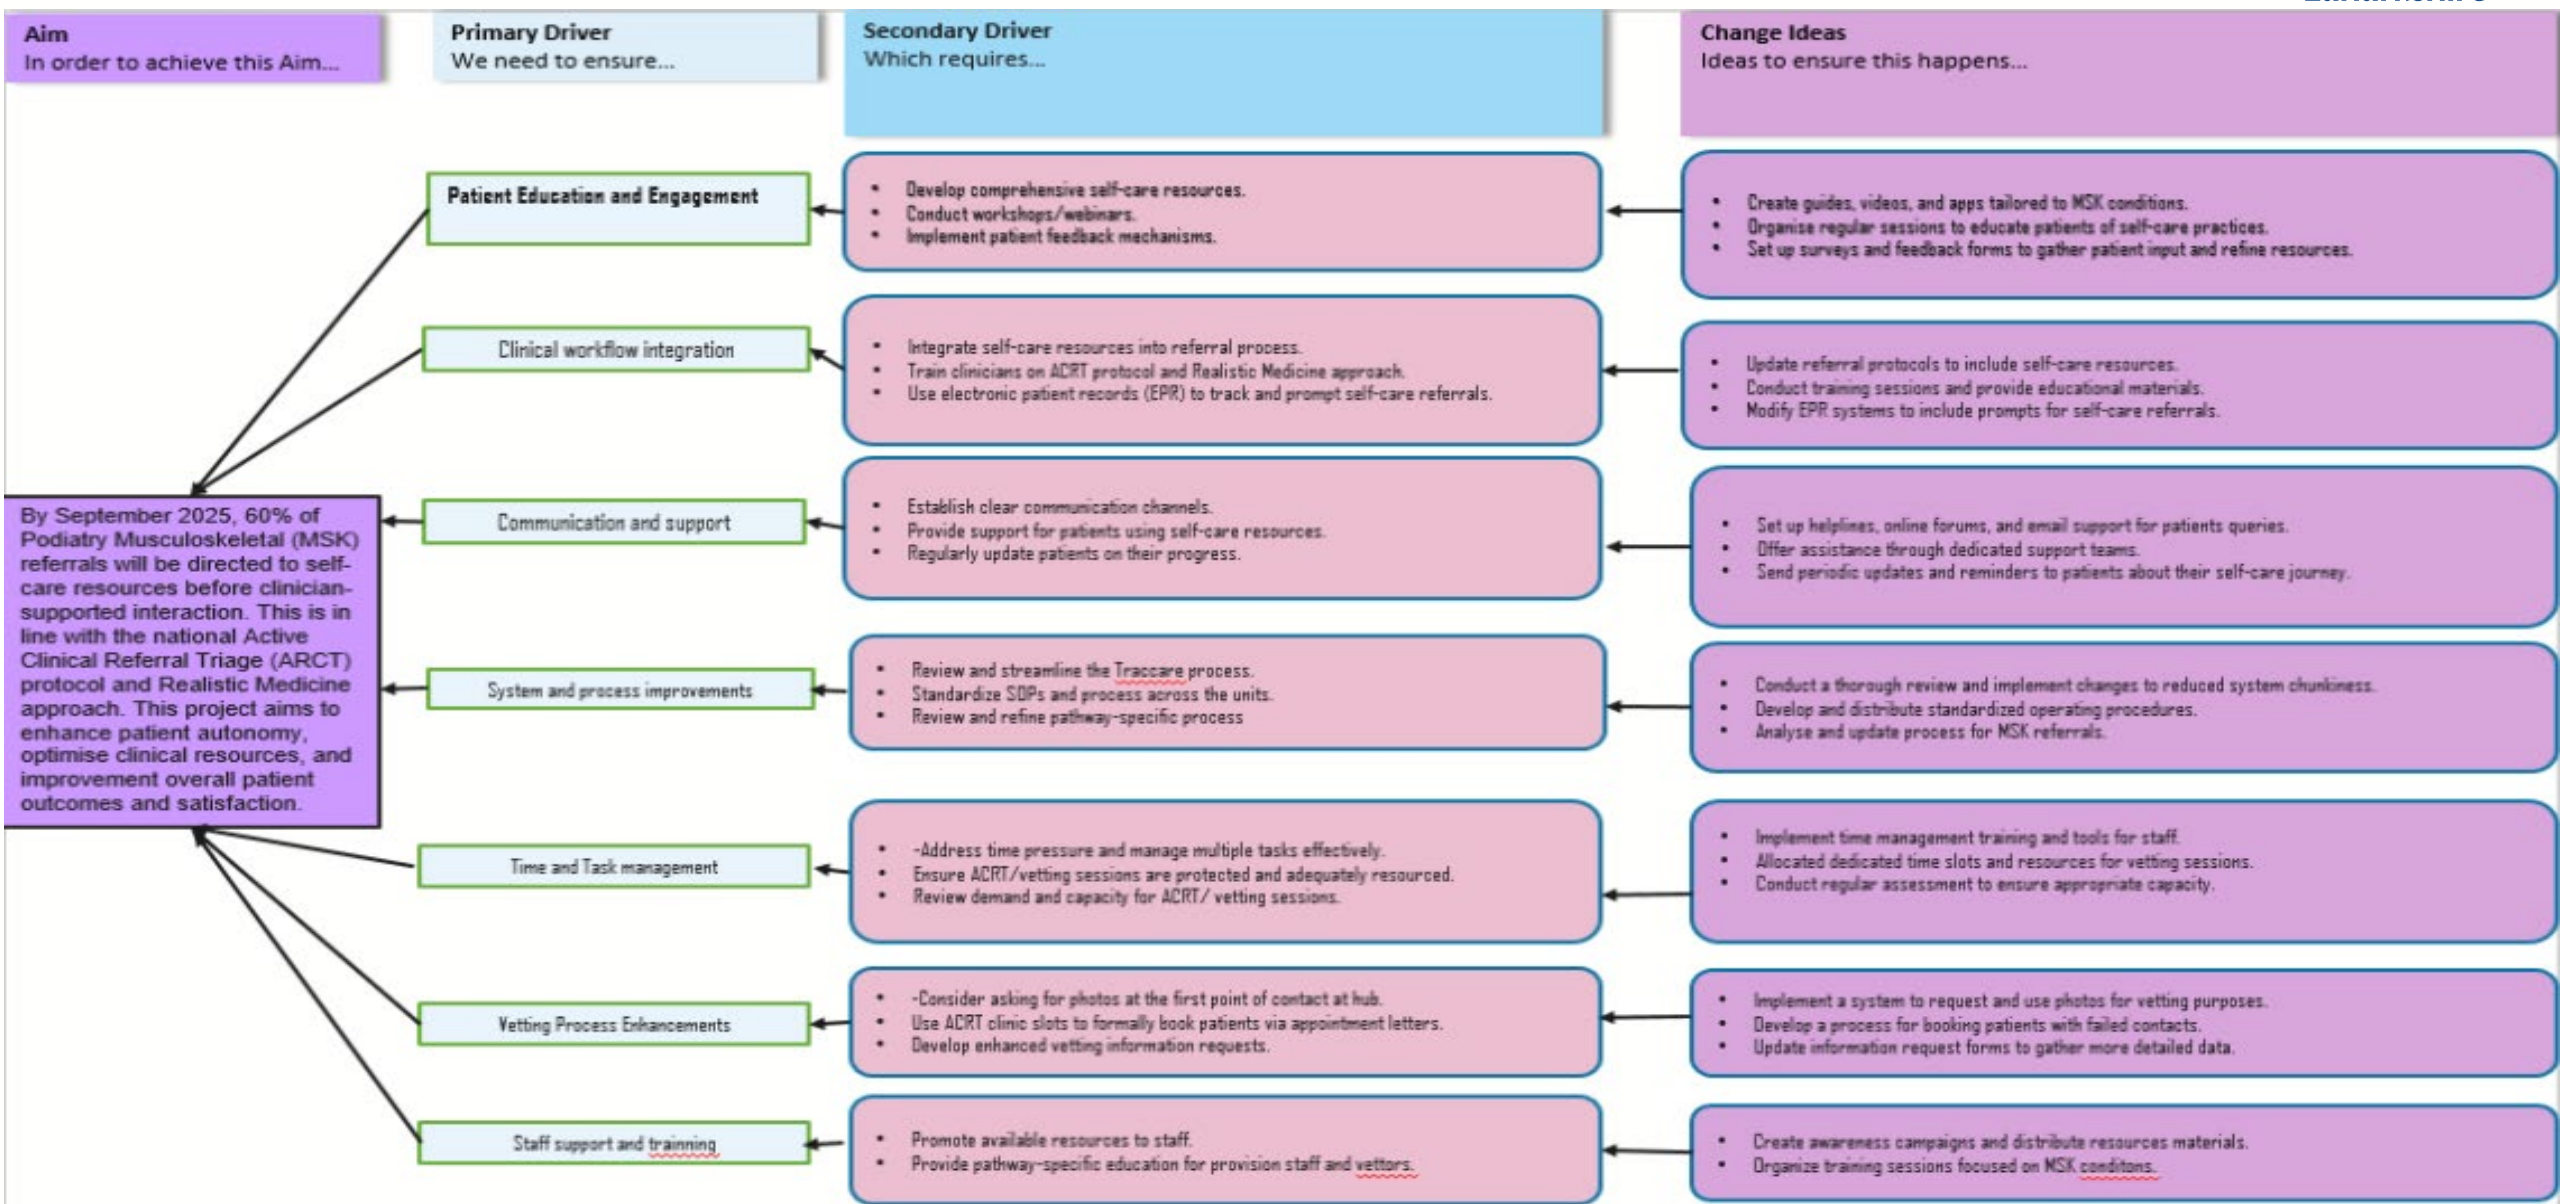 Aim
In order to achieve this Aim...
Primary Driver
We need to ensure...
Secondary Driver
Which requires...
Change Ideas
Ideas to ensure this happens...
Patient Education and Engagement
• Develop comprehensive self-care resources.
• Conduct workshops/webinars.
• Implement patient feedback mechanisms.
• Create guides, videos, and apps tailored to MSK conditions.
• Organise regular sessions to educate patients of self-care practices.
• Set up surveys and feedback forms to gather patient input and refine resources.
Clinical workflow integration
• Integrate self-care resources into referral process.
• Train clinicians on ACRT protocol and Realistic Medicine approach.
• Use electronic patient records (EPR) to track and prompt self-care referrals.
• Update referral protocols to include self-care resources.
• Conduct training sessions and provide educational materials.
• Modify EPR systems to include prompts for self-care referrals.
By September 2025, 60% of
Podiatry Musculoskeletal (MSK)
referrals will be directed to self-
care resources before clinician-
supported interaction. This is in
line with the national Active
Clinical Referral Triage (ARCT)
protocol and Realistic Medicine
approach. This project aims to
enhance patient autonomy,
optimise clinical resources, and
improvement overall patient
outcomes and satisfaction.
Communication and support
• Establish clear communication channels.
• Provide support for patients using self-care resources.
• Regularly update patients on their progress.
• Set up helplines, online forums, and email support for patients queries.
• Offer assistance through dedicated support teams.
• Send periodic updates and reminders to patients about their self-care journey.
System and process improvements
• Review and streamline the Traccare process.
• Standardize SOPs and process across the units.
• Review and refine pathway-specific process
• Conduct a thorough review and implement changes to reduced system chunkiness.
• Develop and distribute standardized operating procedures.
• Analyse and update process for MSK referrals.
Time and Task management
• -Address time pressure and manage multiple tasks effectively.
• Ensure ACRT/vetting sessions are protected and adequately resourced.
• Review demand and capacity for ACRT/ vetting sessions.
• Implement time management training and tools for staff.
• Allocated dedicated time slots and resources for vetting sessions.
• Conduct regular assessment to ensure appropriate capacity.
Vetting Process Enhancements
• -Consider asking for photos at the first point of contact at hub.
• Use ACRT clinic slots to formally book patients via appointment letters.
• Develop enhanced vetting information requests.
• Implement a system to request and use photos for vetting purposes.
• Develop a process for booking patients with failed contacts.
• Update information request forms to gather more detailed data.
Staff support and trainning
• Promote available resources to staff.
• Provide pathway-specific education for provision staff and vettors.
• Create awareness campaigns and distribute resources materials.
• Organize training sessions focused on MSK conditons.